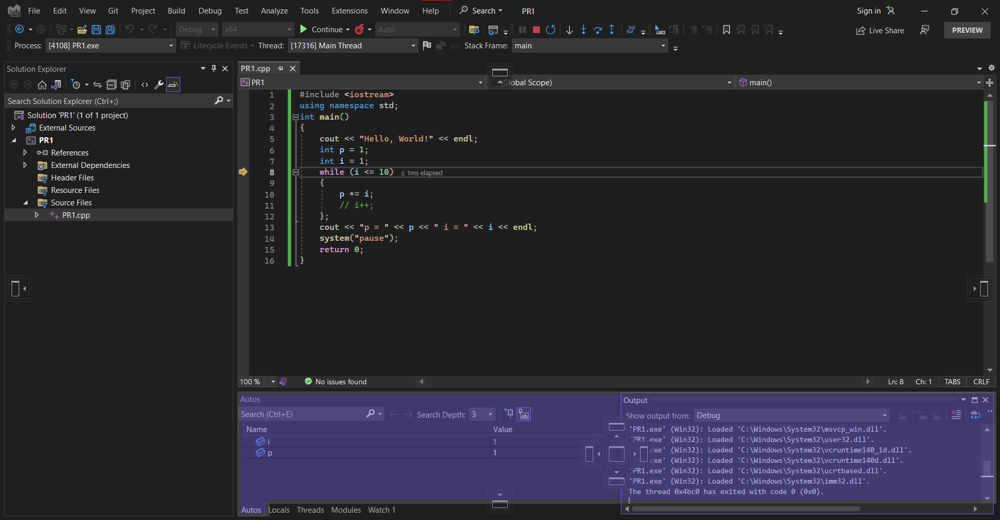 File Edit View Git Project Build Debug Test Analyze Tools Extensions Window Help Search PR1 Sign in
Debug x64 Continue Auto Live Share PREVIEW
Process: [4108] PR1.exe Lifecycle Events Thread: [17316] Main Thread Stack Frame: main
Solution Explorer
Search Solution Explorer (Ctrl+;)
Solution 'PR1' (1 of 1 project)
External Sources
PR1
References
External Dependencies
Header Files
Resource Files
Source Files
PR1.cpp
PR1.cpp
PR1 (Global Scope) main()
1 #include <iostream>
2 using namespace std;
3 int main()
4 {
5 cout << "Hello, World!" << endl;
6 int p = 1;
7 int i = 1;
8 while (i <= 10) ≤ 1ms elapsed
9 {
10 p *= i;
11 // i++;
12 };
13 cout << "p = " << p << " i = " << i << endl;
14 system("pause");
15 return 0;
16 }
100 % No issues found Ln: 8 Ch: 1 TABS CRLF
Autos
Search (Ctrl+E) Search Depth: 3
Name Value
i 1
p 1
Autos Locals Threads Modules Watch 1
Output
Show output from: Debug
'PR1.exe' (Win32): Loaded 'C:\Windows\System32\msvcp_win.dll'.
'PR1.exe' (Win32): Loaded 'C:\Windows\System32\user32.dll'.
'PR1.exe' (Win32): Loaded 'C:\Windows\System32\vcruntime140_1d.dll'.
'PR1.exe' (Win32): Loaded 'C:\Windows\System32\vcruntime140d.dll'.
'PR1.exe' (Win32): Loaded 'C:\Windows\System32\ucrtbased.dll'.
'PR1.exe' (Win32): Loaded 'C:\Windows\System32\imm32.dll'.
The thread 0x4bc0 has exited with code 0 (0x0).